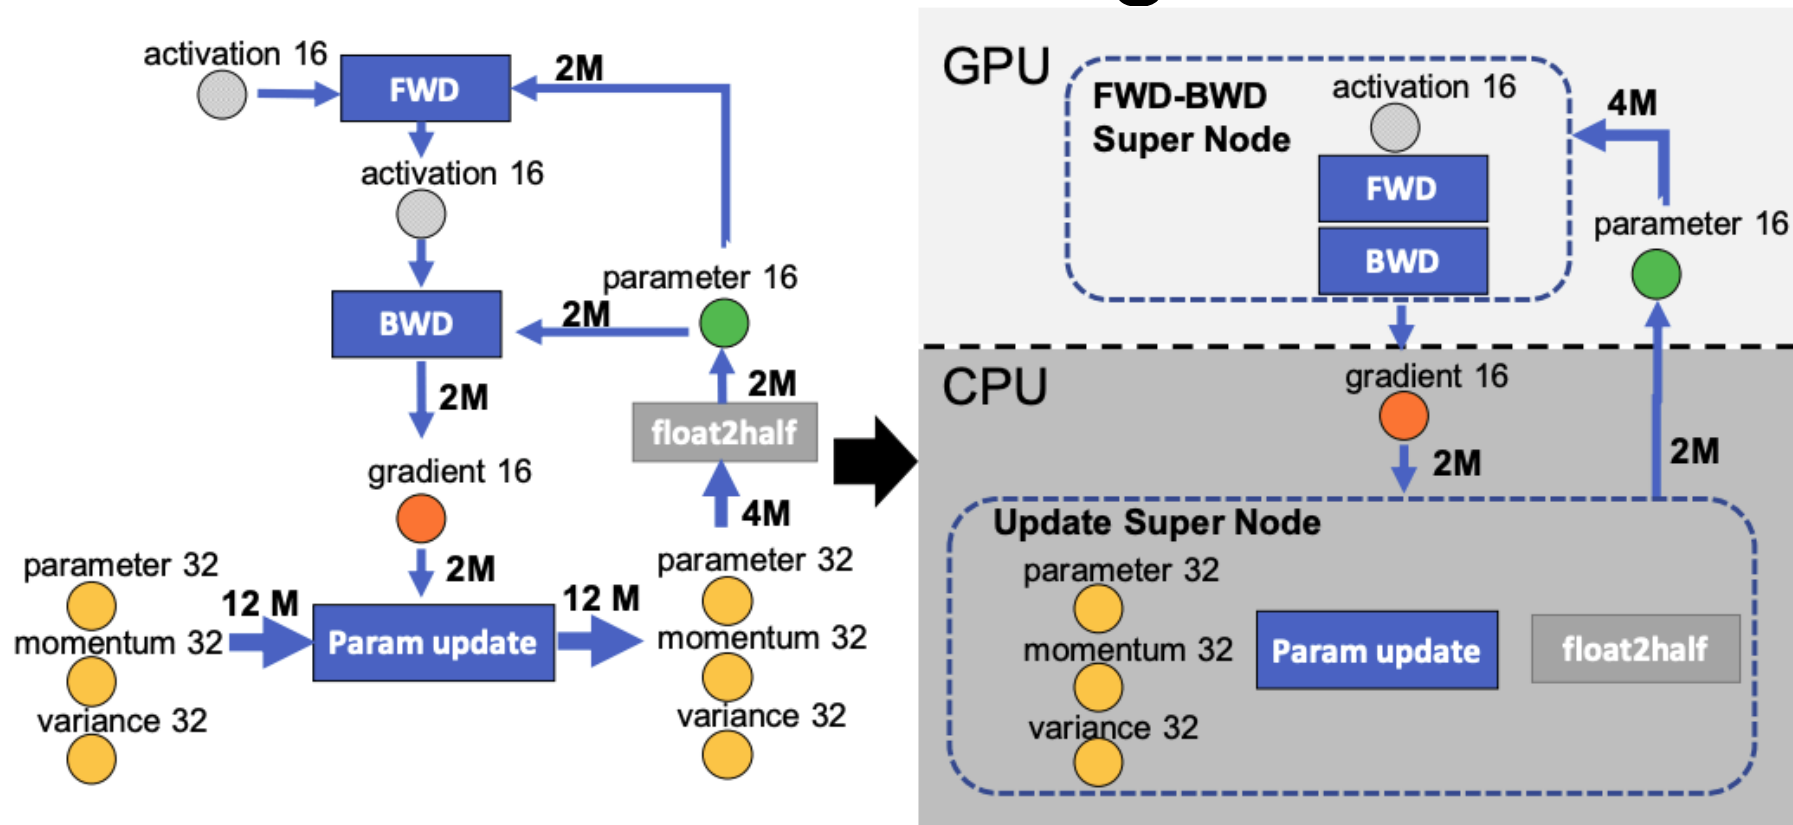 activation 16
FWD
2M
activation 16
parameter 16
BWD
2M
2M
2M
float2half
gradient 16
4M
2M
parameter 32
momentum 32
variance 32
12 M
Param update
12 M
parameter 32
momentum 32
variance 32
GPU
FWD-BWD
Super Node
activation 16
FWD
BWD
4M
parameter 16
CPU
gradient 16
2M
2M
Update Super Node
parameter 32
momentum 32
variance 32
Param update
float2half